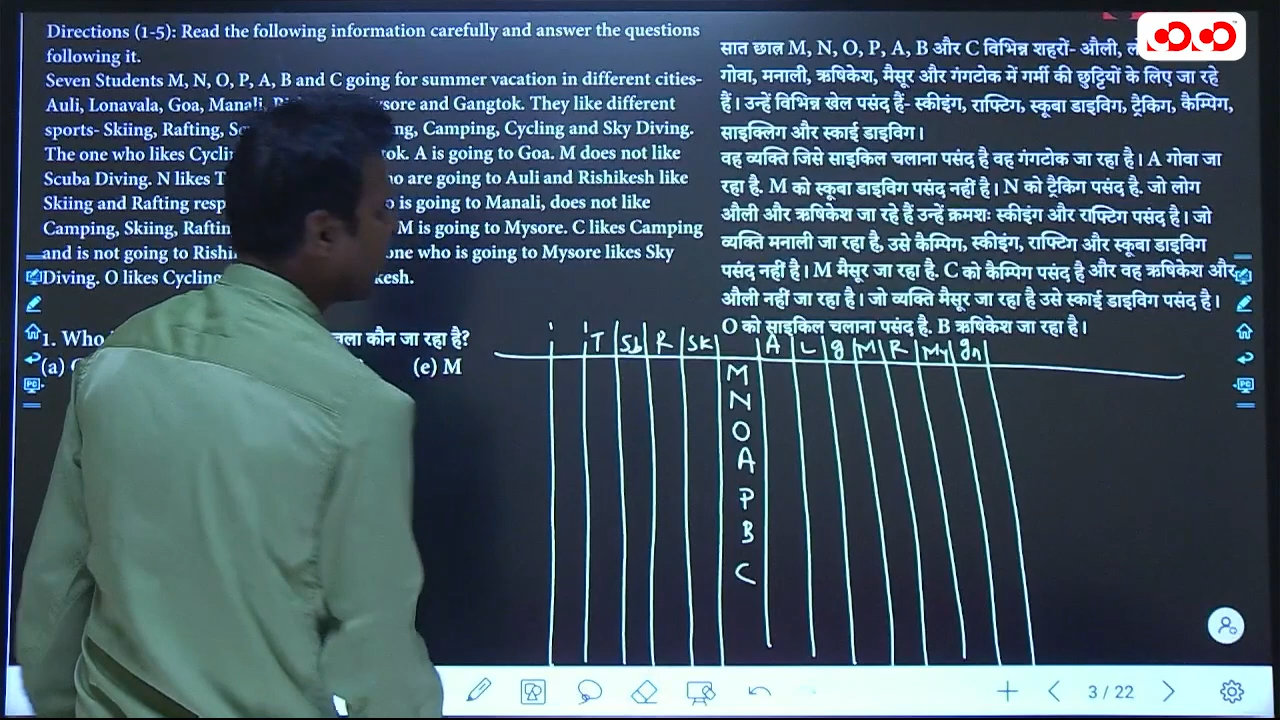 Directions (1-5): Read the following information carefully and answer the questions
following it.
Seven Students M, N, O, P, A, B and C going for summer vacation in different cities-
Auli, Lonavala, Goa, Manali, ysore and Gangtok. They like different
sports- Skiing, Rafting, ng, Camping, Cycling and Sky Diving.
The one who likes tok. A is going to Goa. M does not like
Scuba Diving. N likes ho are going to Auli and Rishikesh like
Skiing and Rafting is going to Manali, does not like
Camping, Skiing, M is going to Mysore. C likes Camping
and is not going to one who is going to Mysore likes Sky
Diving. O likes kesh.
1. Who वला कौन जा रहा है?
(a) (e) M
सात छात्र M, N, O, P, A, B और C विभिन्न शहरों- औली,
गोवा, मनाली, ऋषिकेश, मैसूर और गंगटोक में गर्मी की छुट्टियों के लिए जा रहे
हैं। उन्हें विभिन्न खेल पसंद हैं- स्कीइंग, राफ्टिग, स्कूबा डाइविग, ट्रैकिग, कैम्पिग,
साइक्लिग और स्काई डाइविग।
वह व्यक्ति जिसे साइकिल चलाना पसंद है वह गंगटोक जा रहा है। A गोवा जा
रहा है. M को स्कूबा डाइविग पसंद नहीं है। N को ट्रैकिग पसंद है. जो लोग
औली और ऋषिकेश जा रहे हैं उन्हें क्रमशः स्कीइंग और राफ्टिग पसंद है। जो
व्यक्ति मनाली जा रहा है, उसे कैम्पिग, स्कीइंग, राफ्टिग और स्कूबा डाइविग
पसंद नहीं है। M मैसूर जा रहा है. C को कैम्पिग पसंद है और वह ऋषिकेश और
औली नहीं जा रहा है। जो व्यक्ति मैसूर जा रहा है उसे स्काई डाइविग पसंद है।
O को साइकिल चलाना पसंद है. B ऋषिकेश जा रहा है।
T Sb R SK A L g M R My gn
M
N
O
A
P
B
C
3 / 22